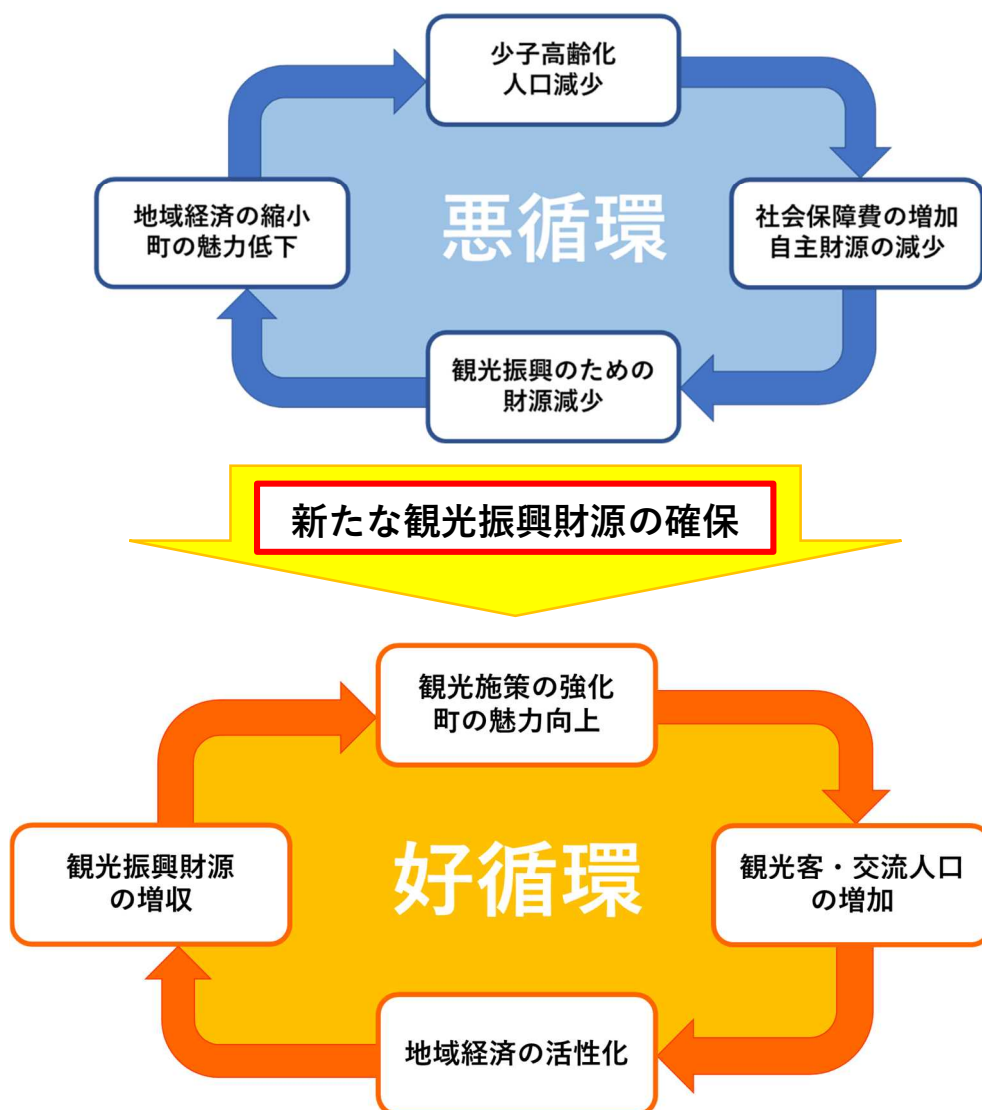 少子高齢化
人口減少
地域経済の縮小
町の魅力低下
悪循環
社会保障費の増加
自主財源の減少
観光振興のための
財源減少
新たな観光振興財源の確保
観光施策の強化
町の魅力向上
観光振興財源
の増収
好循環
観光客・交流人口
の増加
地域経済の活性化